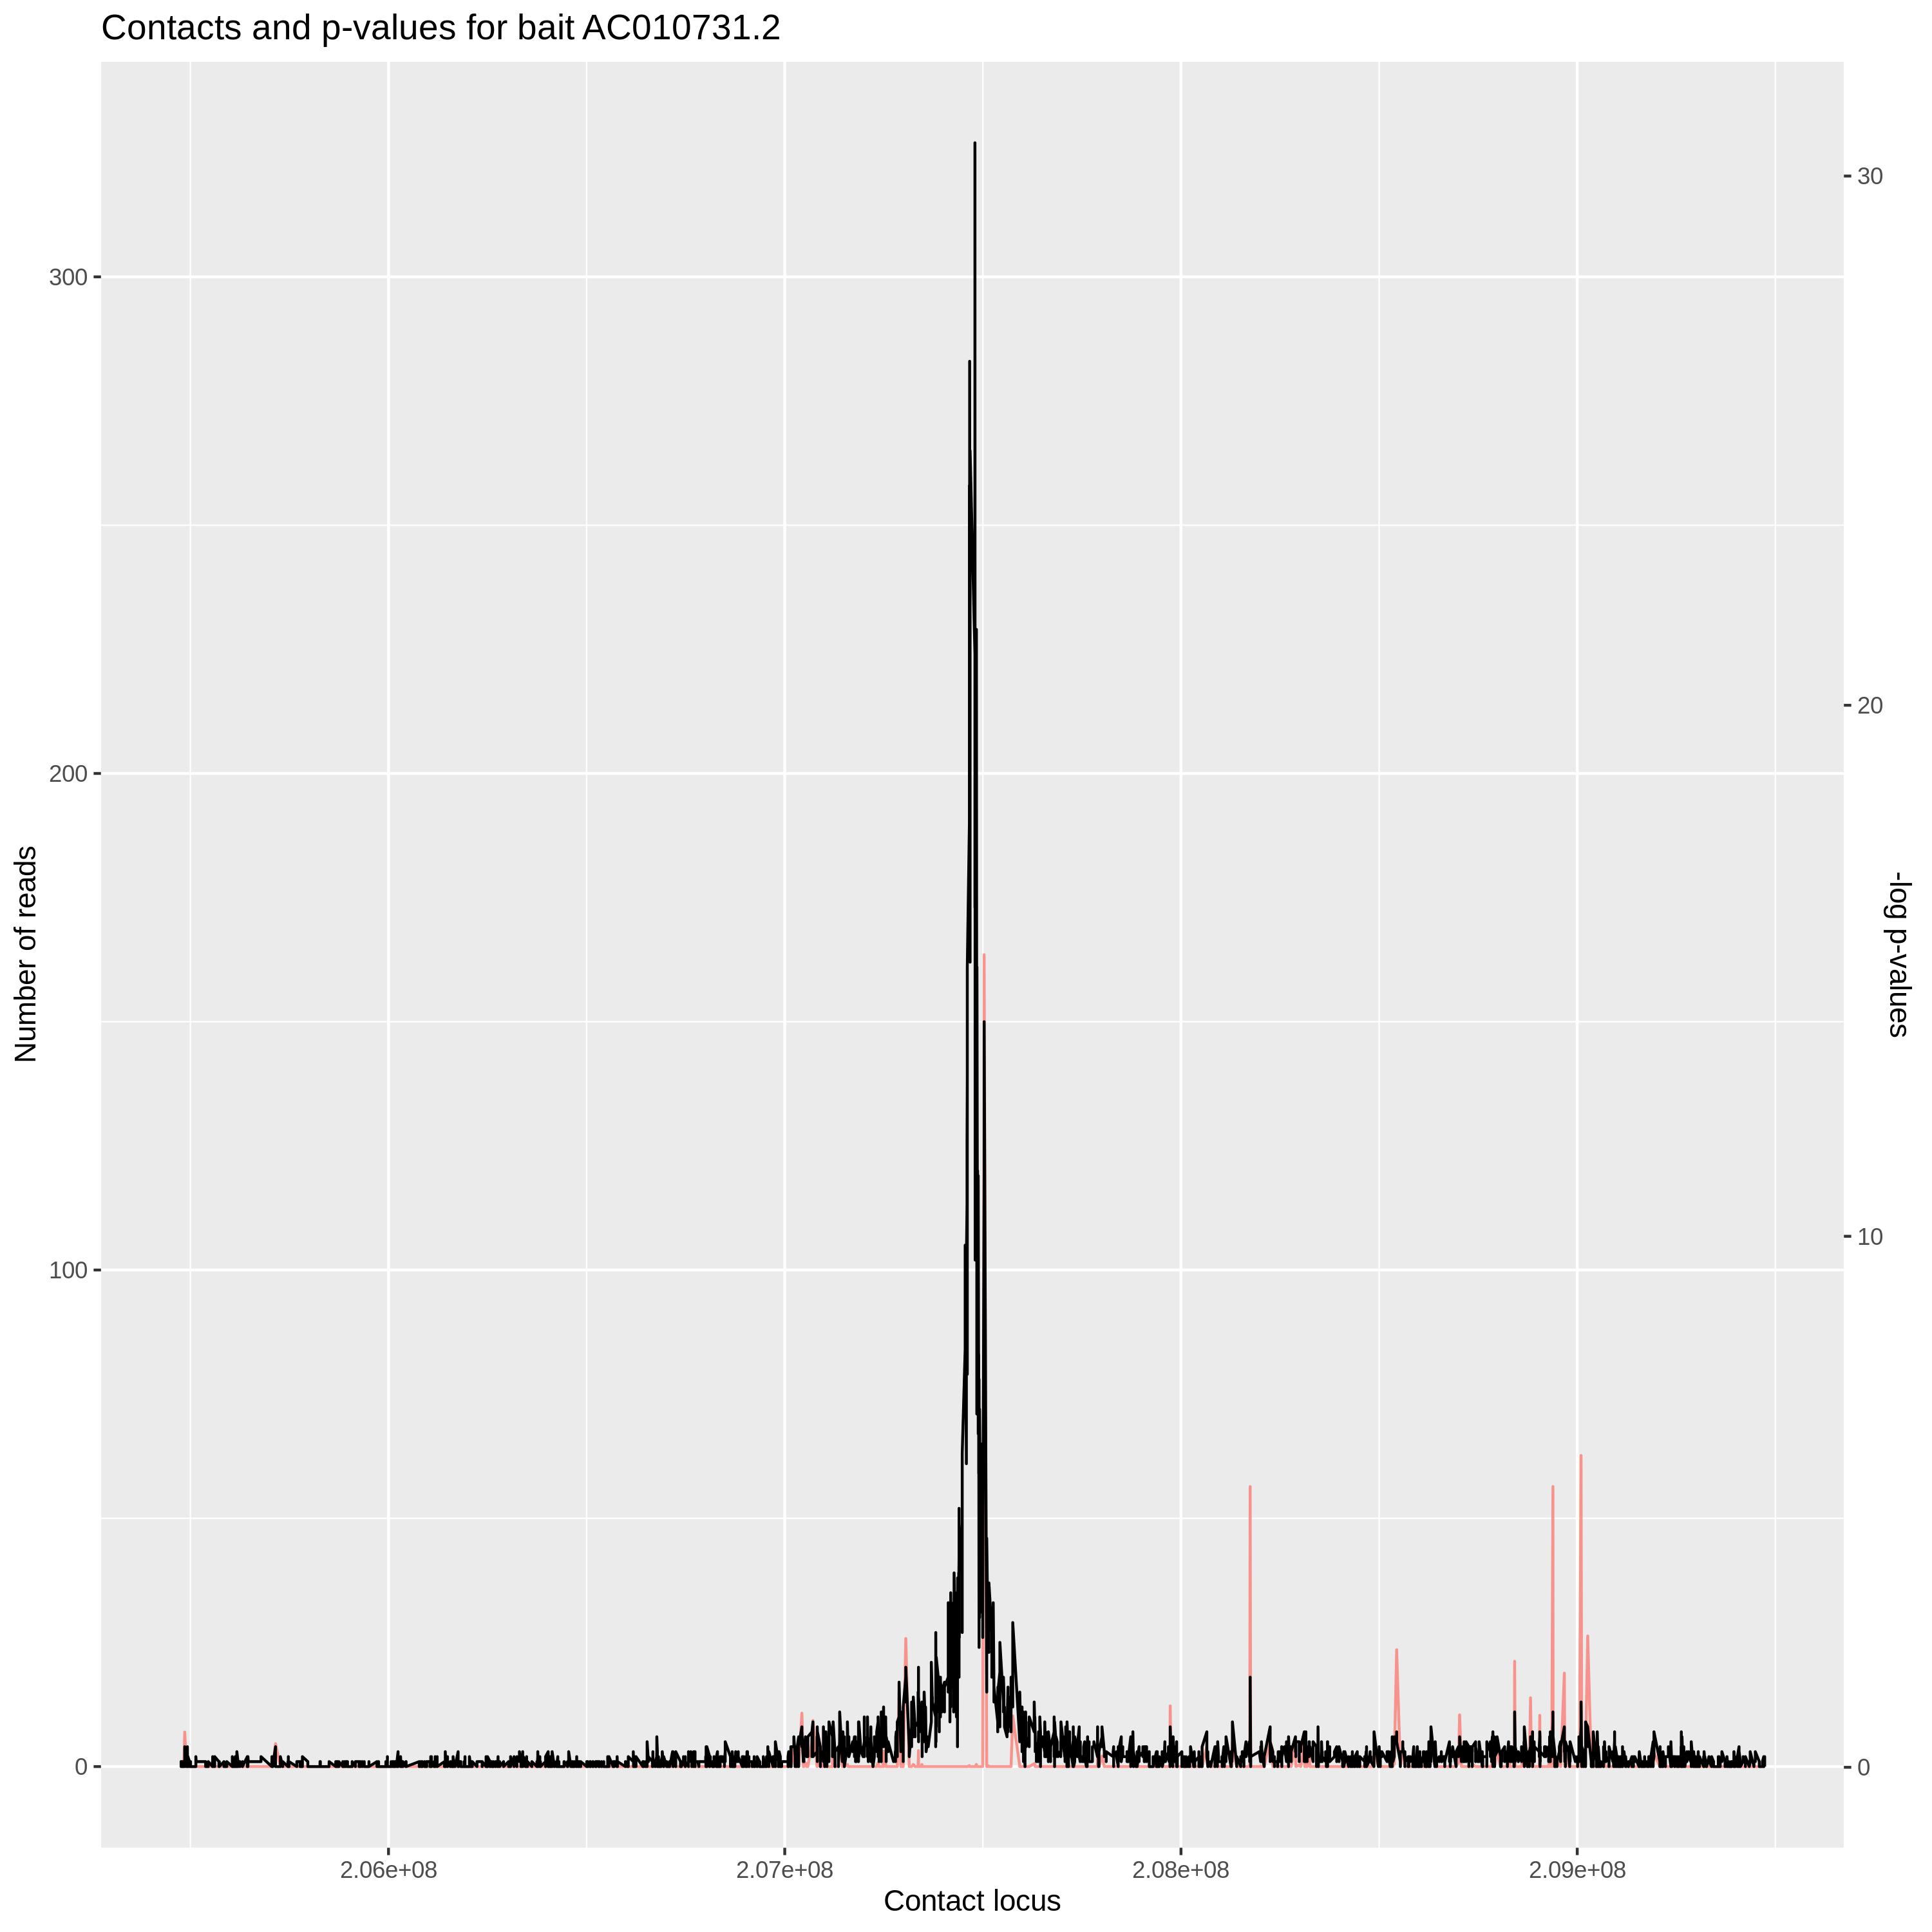 Contacts and p-values for bait AC010731.2
300
200
100
0
Number of reads
30
20
10
0
-log p-values
2.06e+08
2.07e+08
2.08e+08
2.09e+08
Contact locus